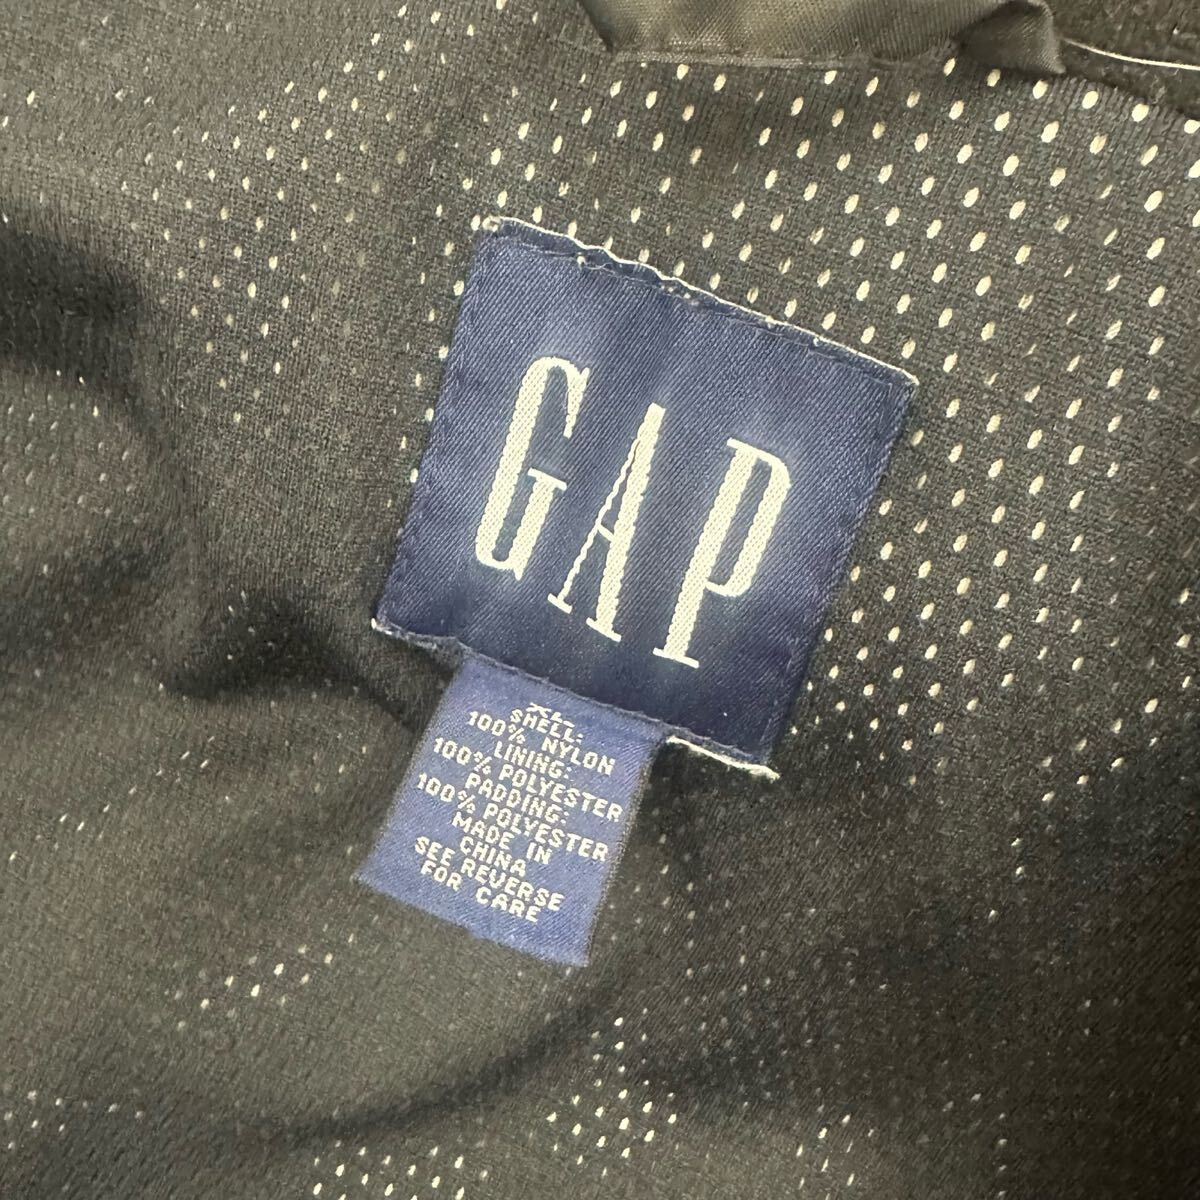 GAP
XL
SHELL:
100% NYLON
LINING:
100% POLYESTER
PADDING:
100% POLYESTER
MADE IN
CHINA
SEE REVERSE
FOR CARE